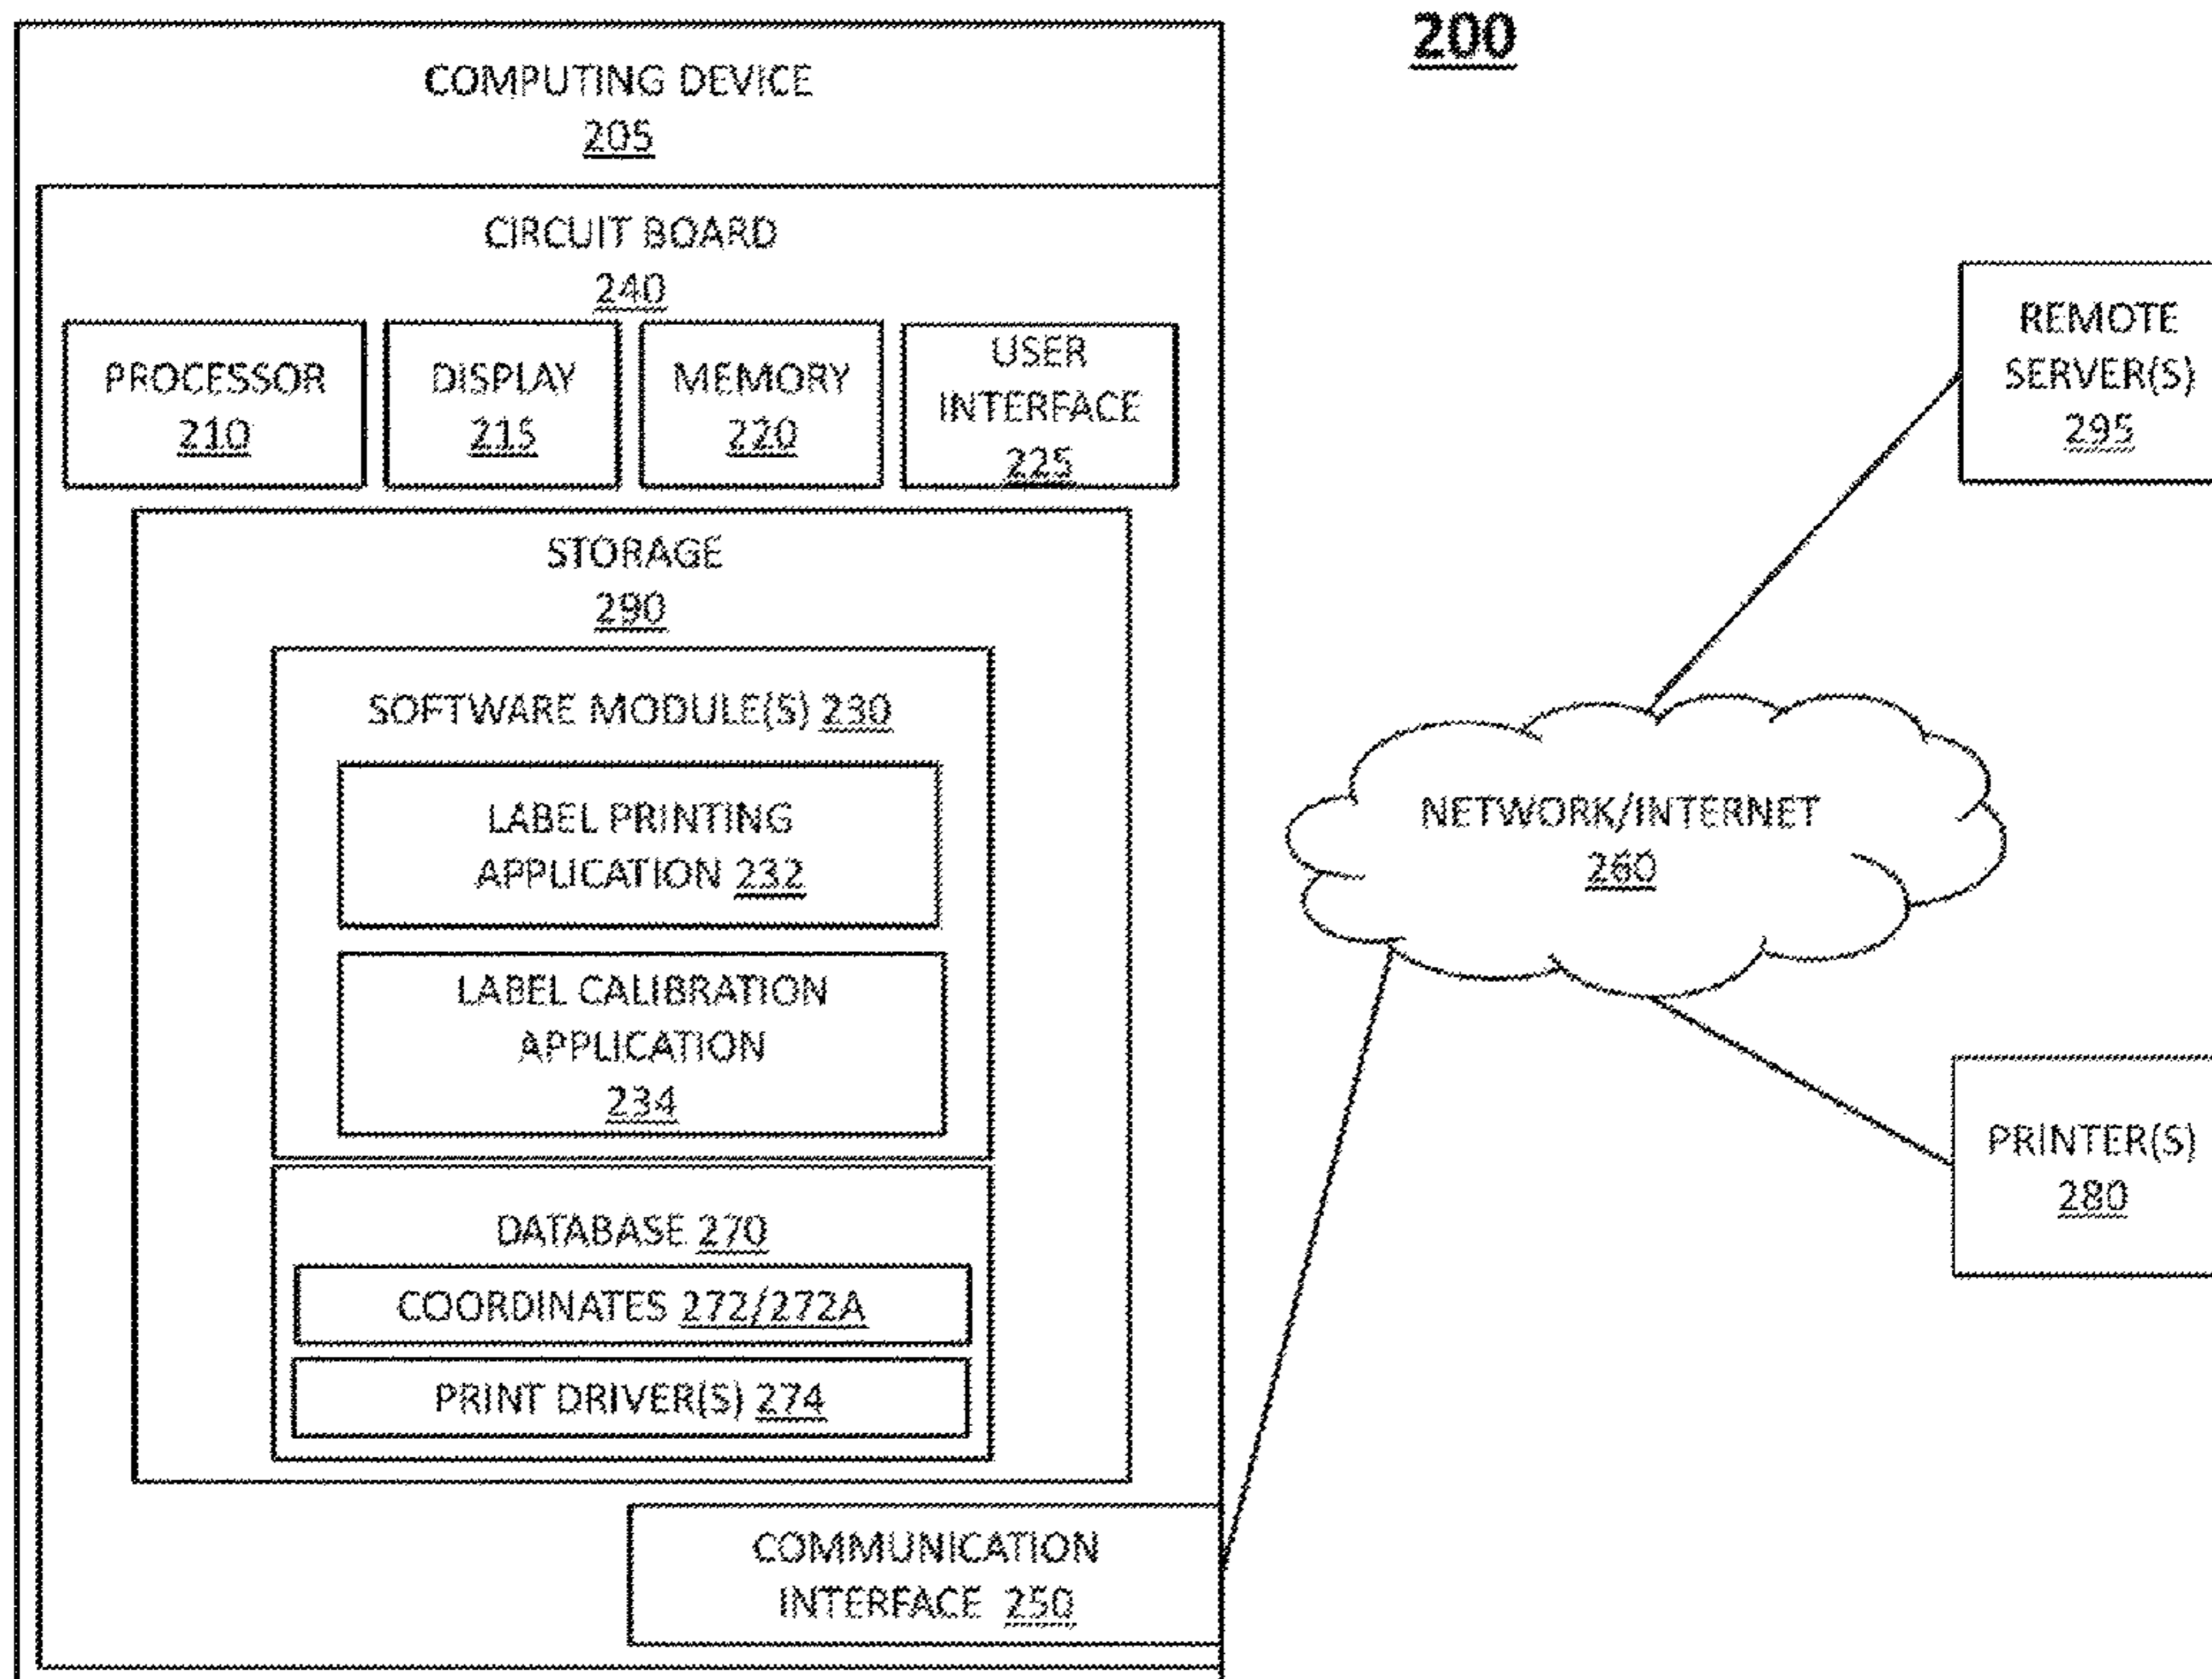 200
COMPUTING DEVICE
205
CIRCUIT BOARD
240
PROCESSOR
210
DISPLAY
215
MEMORY
220
USER
INTERFACE
225
STORAGE
290
SOFTWARE MODULE(S) 230
LABEL PRINTING
APPLICATION 232
LABEL CALIBRATION
APPLICATION
234
DATABASE 270
COORDINATES 272/272A
PRINT DRIVER(S) 274
COMMUNICATION
INTERFACE 250
REMOTE
SERVER(S)
295
NETWORK/INTERNET
260
PRINTER(S)
280